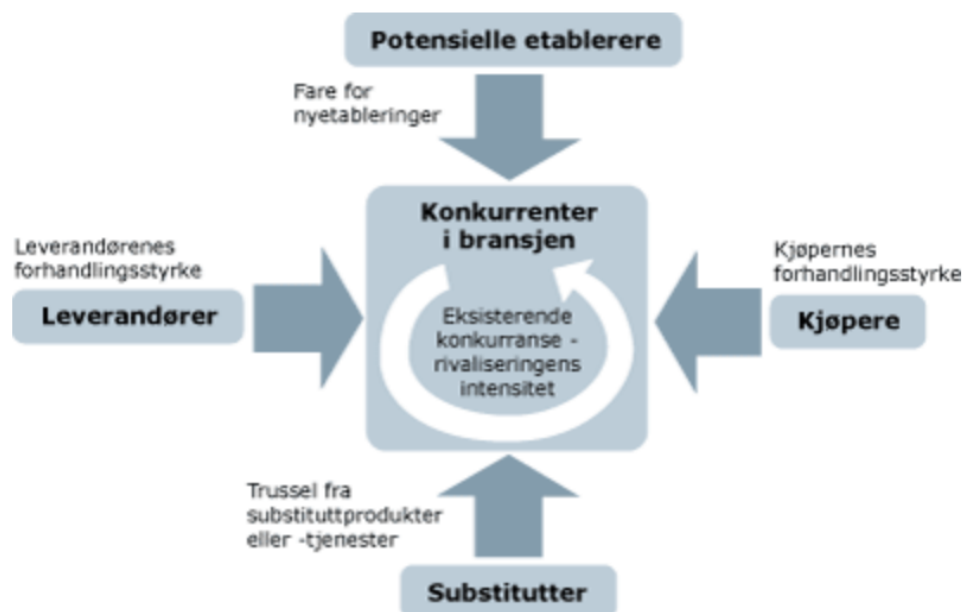 Potensielle etablerere
Fare for
nyetableringer
Konkurrenter
i bransjen
Leverandørenes
forhandlingsstyrke
Leverandører
Eksisterende
konkurranse -
rivaliseringens
intensitet
Kjøpernes
forhandlingsstyrke
Kjøpere
Trussel fra
substituttprodukter
eller -tjenester
Substitutter